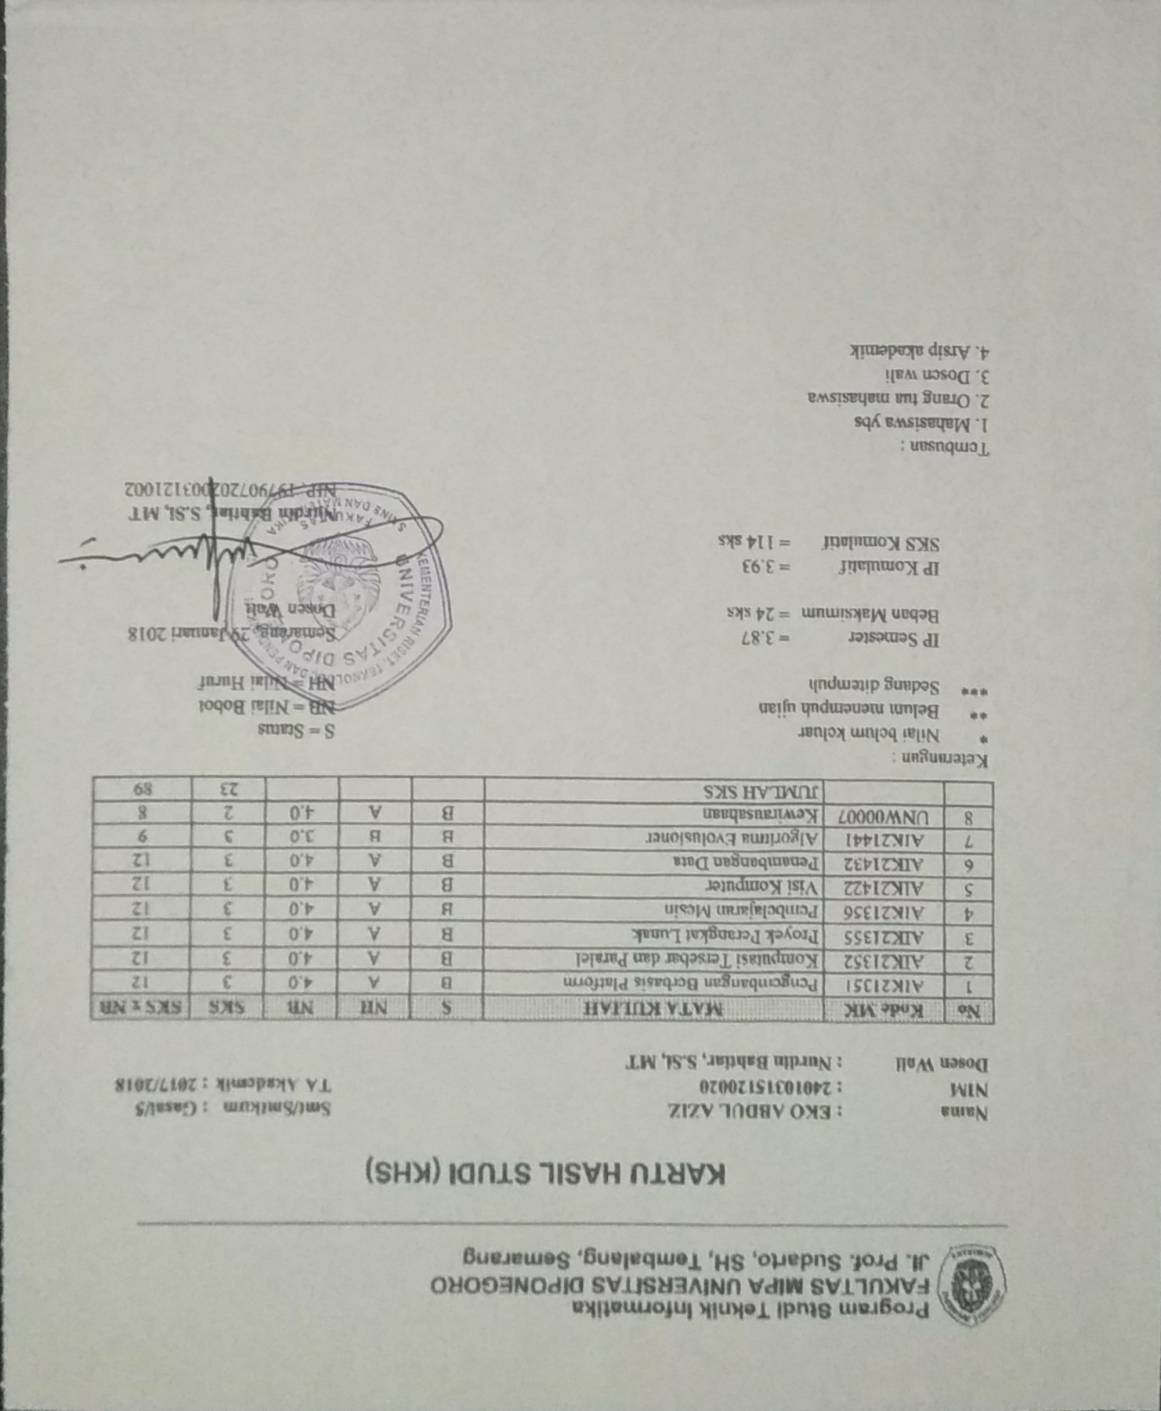 Program Studi Teknik Informatika
FAKULTAS MIPA UNIVERSITAS DIPONEGORO
Jl. Prof. Sudarto, SH, Tembalang, Semarang
KARTU HASIL STUDI (KHS)
Nama : EKO ABDUL AZIZ
NIM : 24010315120020
Dosen Wali : Nurdin Bahtiar, S.Si, MT
Smt/Smtkum : Gasal/5
TA Akademik : 2017/2018
No Kode MK MATA KULIAH S NH NB SKS SKS x NB
1 AIK21351 Pengembangan Berbasis Platform B A 4.0 3 12
2 AIK21352 Komputasi Tersebar dan Paralel B A 4.0 3 12
3 AIK21355 Proyek Perangkat Lunak B A 4.0 3 12
4 AIK21356 Pembelajaran Mesin B A 4.0 3 12
5 AIK21422 Visi Komputer B A 4.0 3 12
6 AIK21432 Penambangan Data B A 4.0 3 12
7 AIK21441 Algoritma Evolusioner B B 3.0 3 9
8 UNW00007 Kewirausahaan B A 4.0 2 8
JUMLAH SKS 23 89
Keterangan :
* Nilai belum keluar
** Belum menempuh ujian
*** Sedang ditempuh
IP Semester = 3.87
Beban Maksimum = 24 sks
IP Komulatif = 3.93
SKS Komulatif = 114 sks
S = Status
NB = Nilai Bobot
NH = Nilai Huruf
Semarang, 29 Januari 2018
Dosen Wali
KEMENTERIAN RISET, TEKNOLOGI, DAN
UNIVERSITAS DIPONEGORO
FAKULTAS
SAINS DAN MATEMATIKA
Nurdin Bahtiar, S.Si, MT
NIP. 197907202003121002
Tembusan :
1. Mahasiswa ybs
2. Orang tua mahasiswa
3. Dosen wali
4. Arsip akademik